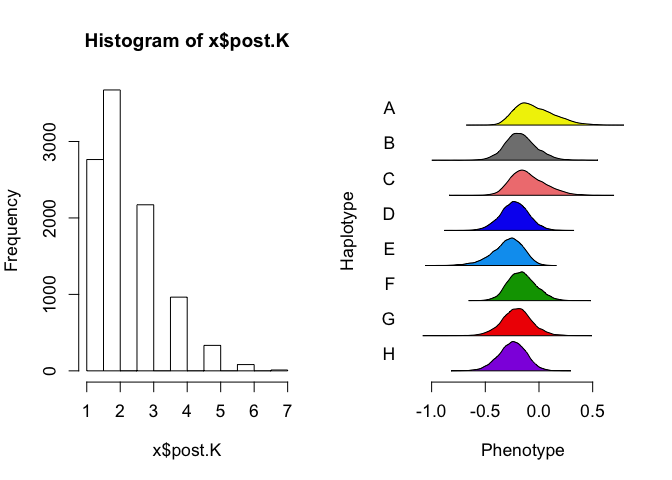 Histogram of x$post.K
Frequency
0
1000
2000
3000
1 2 3 4 5 6 7
x$post.K
Haplotype
A
B
C
D
E
F
G
H
-1.0 -0.5 0.0 0.5
Phenotype